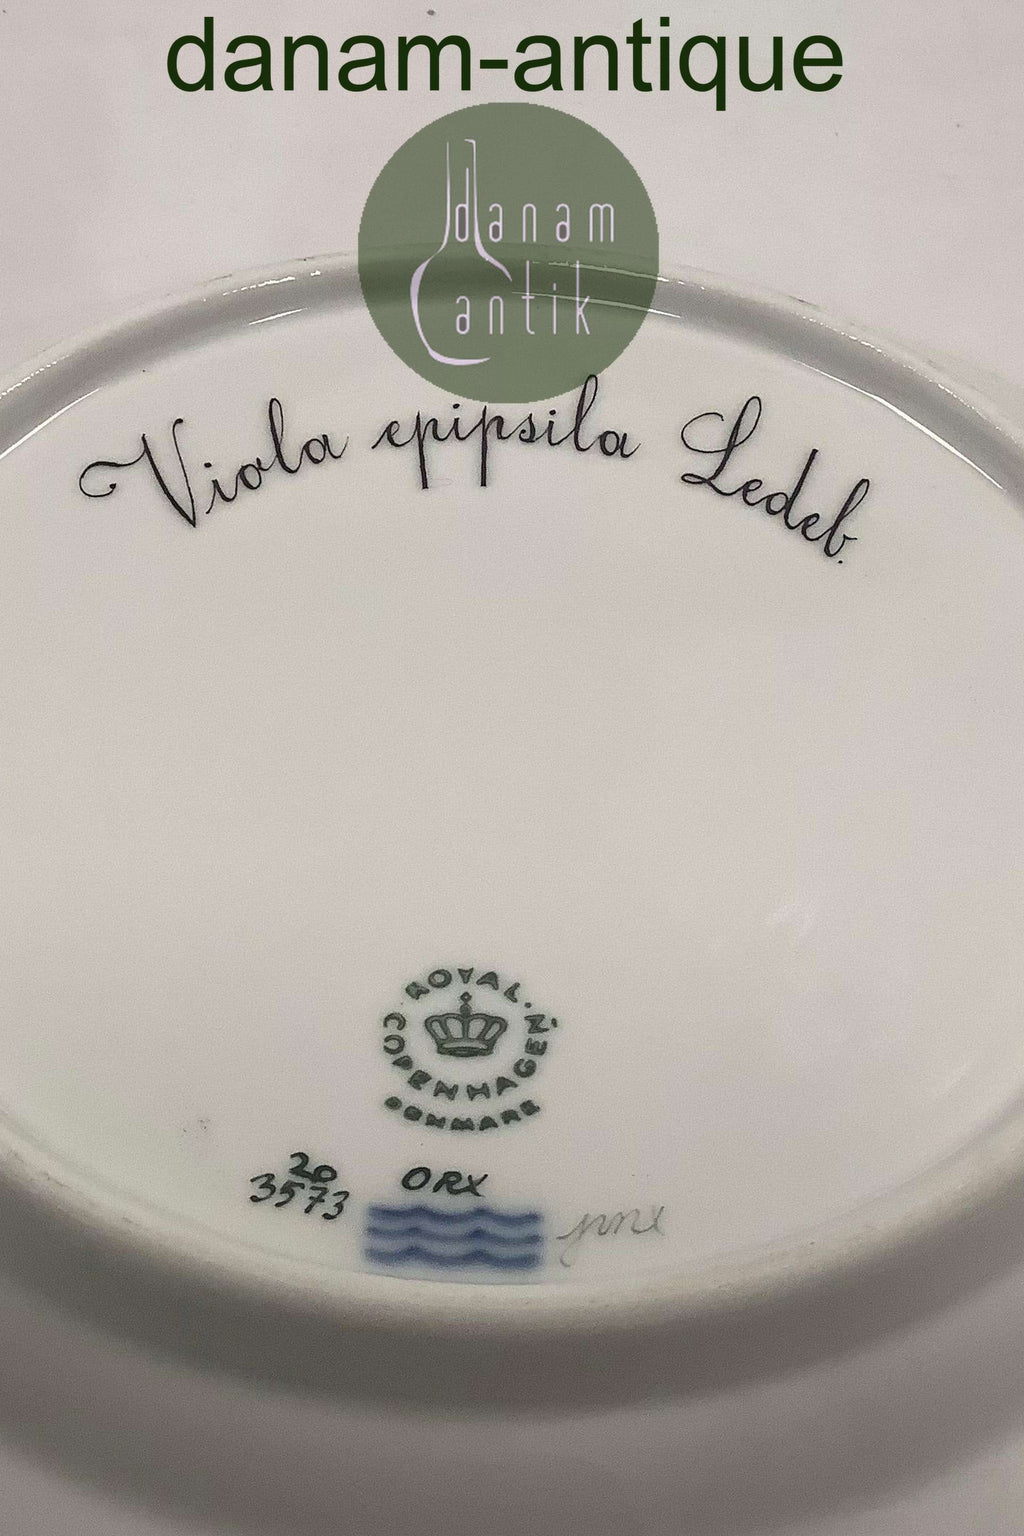 danam-antique
danam
antik
Viola epipsila Ledeb.
ROYAL.
COPENHAGEN
DENMARK
20
3573
ORX